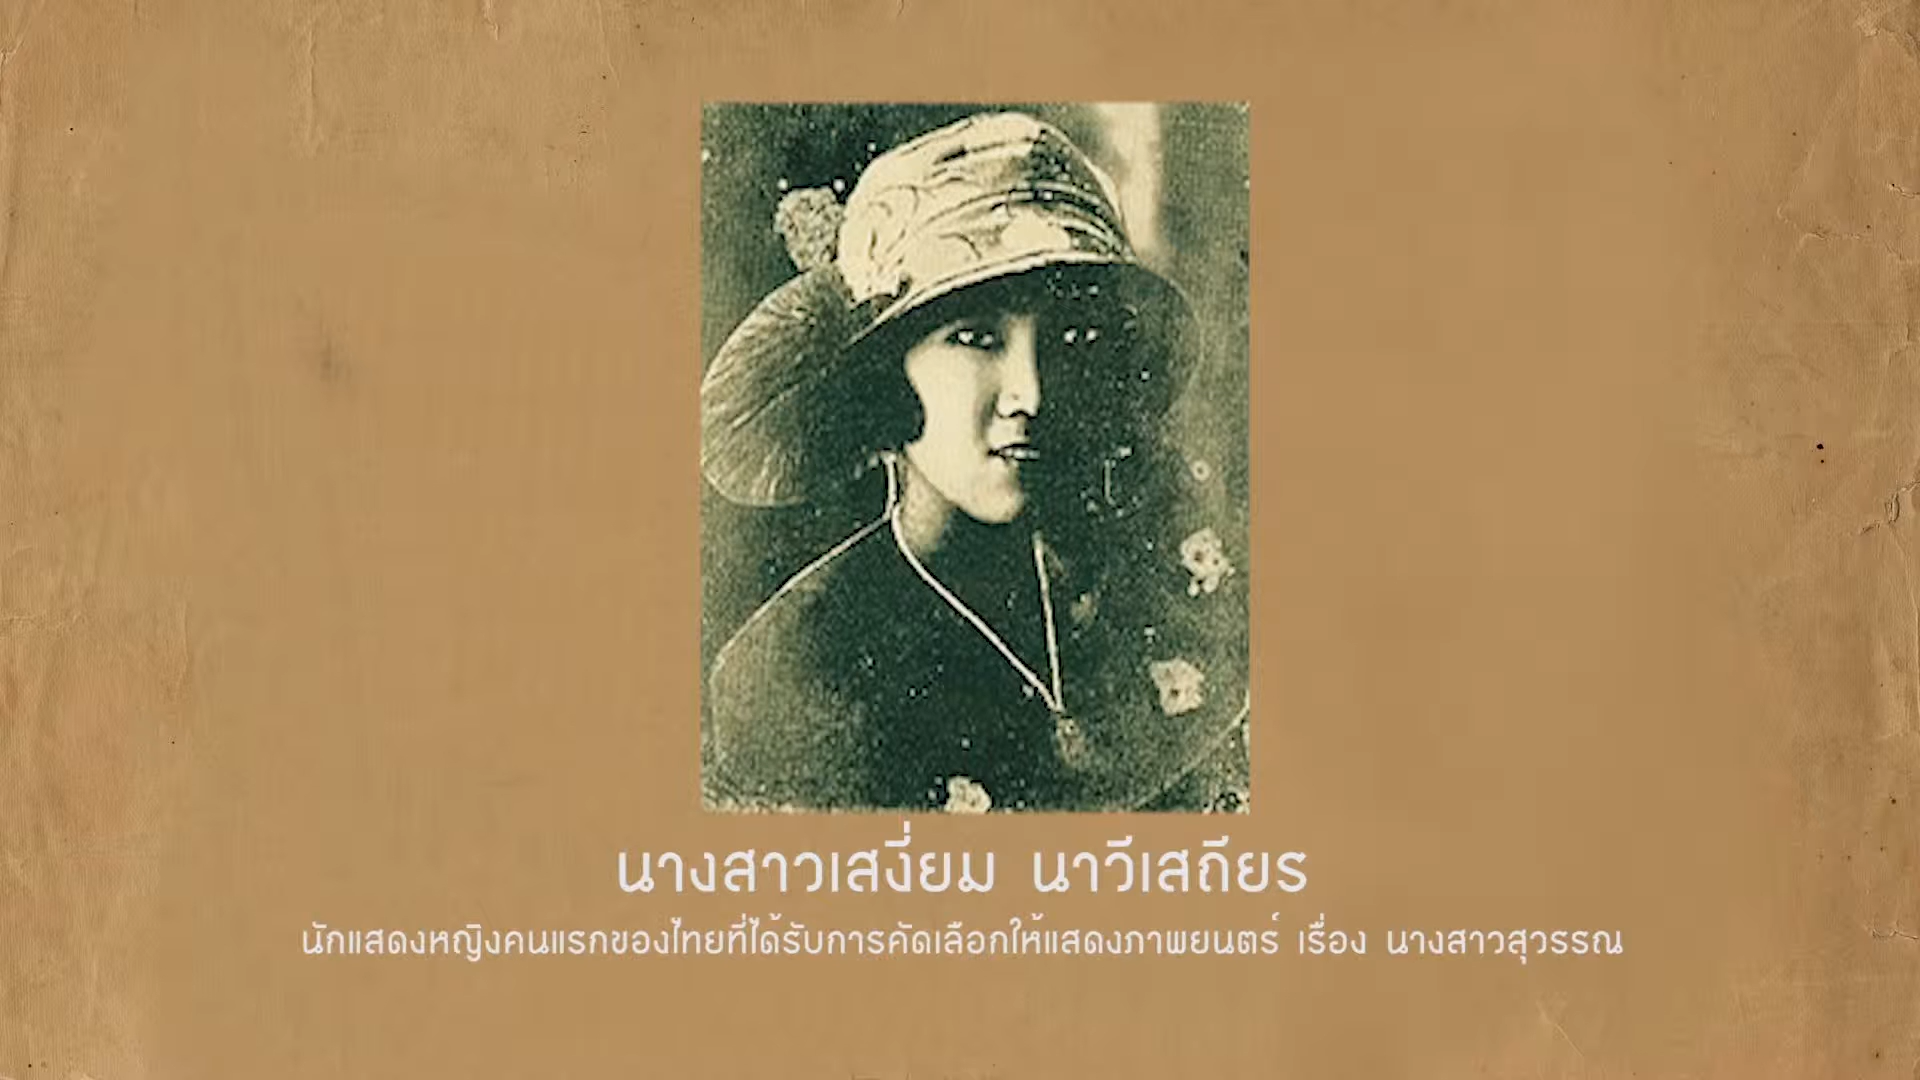 นางสาวเสงี่ยม นาวีเสถียร
นักแสดงหญิงคนแรกของไทยที่ได้รับการคัดเลือกให้แสดงภาพยนตร์ เรื่อง นางสาวสุวรรณ